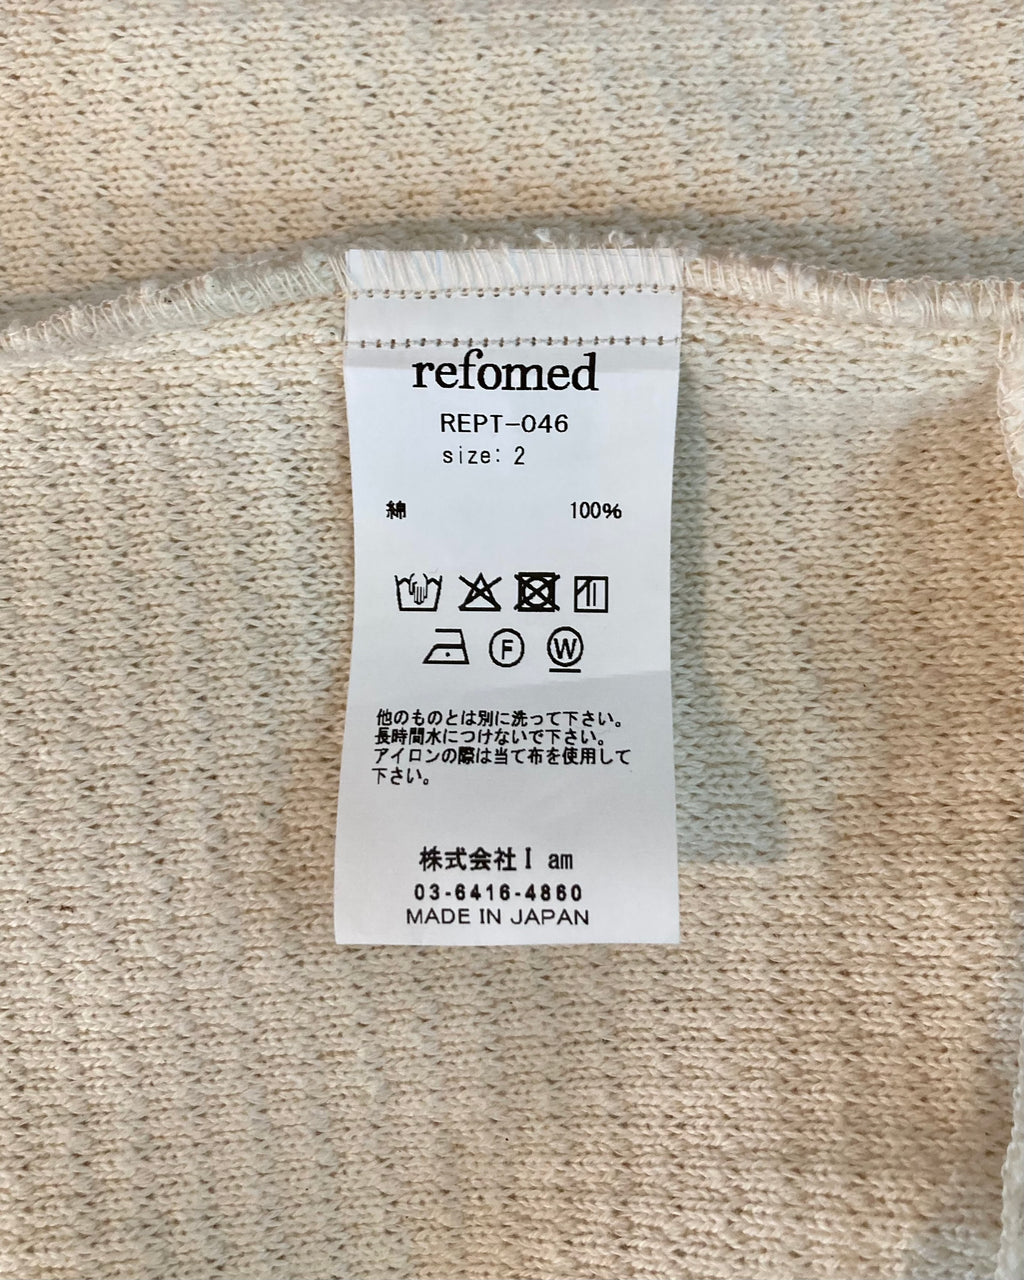 refomed
REPT-046
size: 2
綿 100%
F W
他のものとは別に洗って下さい。
長時間水につけないで下さい。
アイロンの際は当て布を使用して
下さい。
株式会社I am
03-6416-4860
MADE IN JAPAN